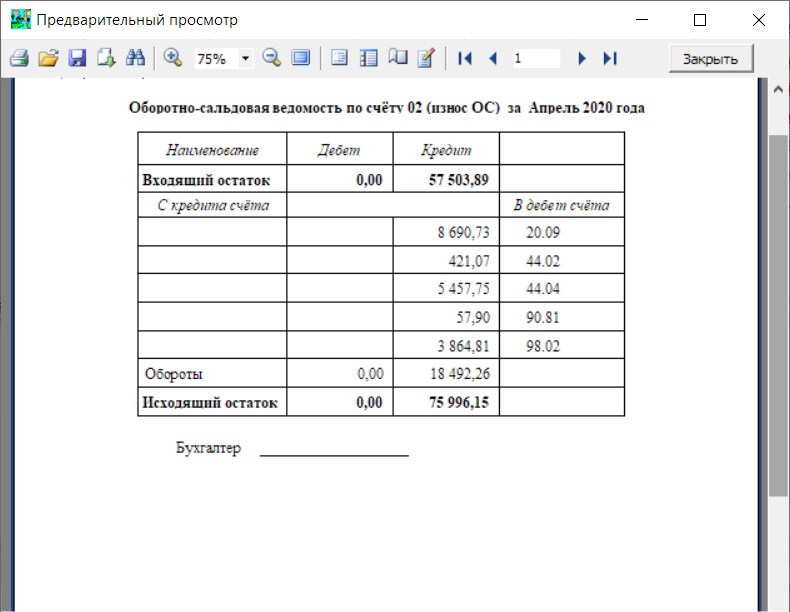 Предварительный просмотр
75%
1
Закрыть
Оборотно-сальдовая ведомость по счёту 02 (износ ОС) за Апрель 2020 года
Наименование Дебет Кредит
Входящий остаток 0,00 57 503,89
С кредита счёта В дебет счёта
8 690,73 20.09
421,07 44.02
5 457,75 44.04
57,90 90.81
3 864,81 98.02
Обороты 0,00 18 492,26
Исходящий остаток 0,00 75 996,15
Бухгалтер